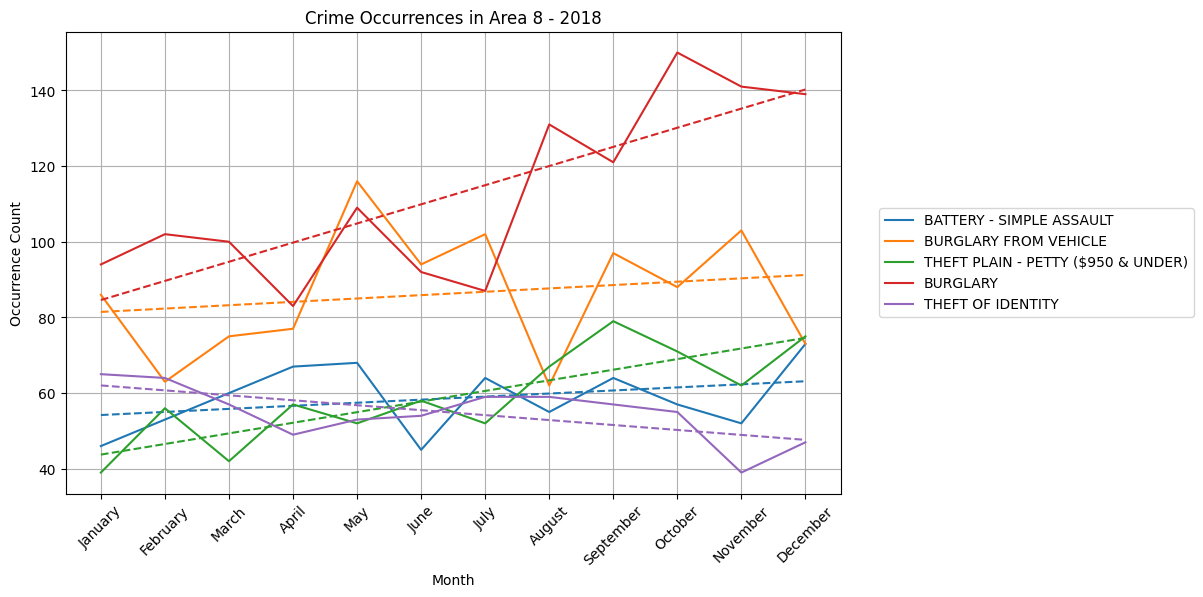 Crime Occurrences in Area 8 - 2018
Occurrence Count
140
120
100
80
60
40
January
February
March
April
May
June
July
August
September
October
November
December
Month
BATTERY - SIMPLE ASSAULT
BURGLARY FROM VEHICLE
THEFT PLAIN - PETTY ($950 & UNDER)
BURGLARY
THEFT OF IDENTITY